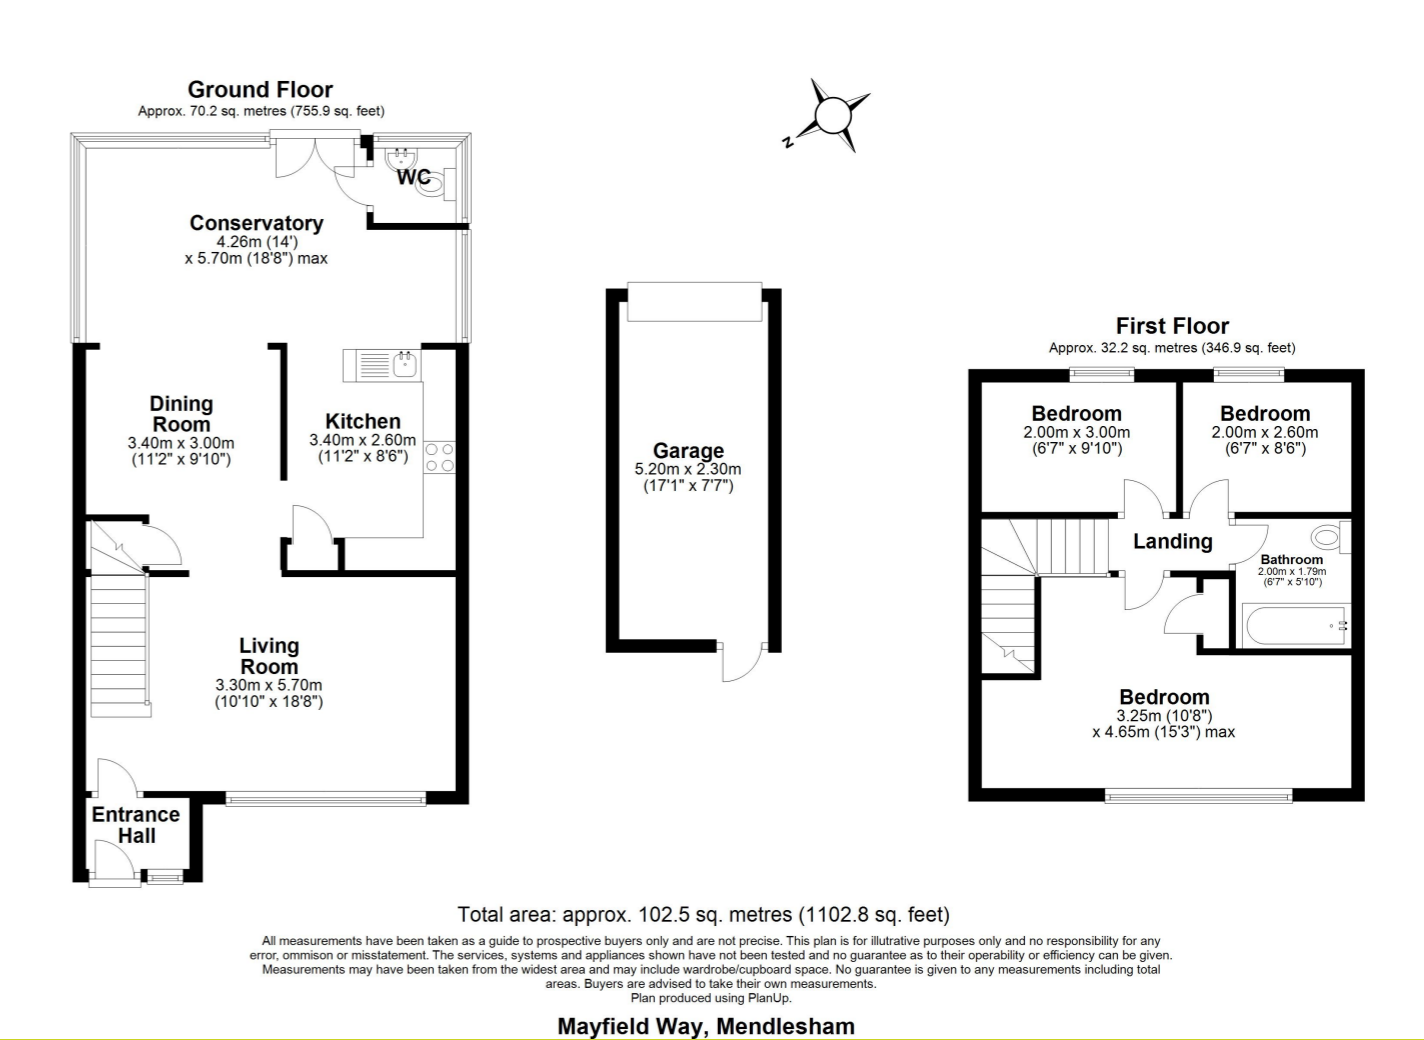 Ground Floor
Approx. 70.2 sq. metres (755.9 sq. feet)
WC
Conservatory
4.26m (14')
x 5.70m (18'8") max
Dining
Room
3.40m x 3.00m
(11'2" x 9'10")
Kitchen
3.40m x 2.60m
(11'2" x 8'6")
Living
Room
3.30m x 5.70m
(10'10" x 18'8")
Entrance
Hall
N
Garage
5.20m x 2.30m
(17'1" x 7'7")
First Floor
Approx. 32.2 sq. metres (346.9 sq. feet)
Bedroom
2.00m x 3.00m
(6'7" x 9'10")
Bedroom
2.00m x 2.60m
(6'7" x 8'6")
Landing
Bathroom
2.00m x 1.79m
(6'7" x 5'10")
Bedroom
3.25m (10'8")
x 4.65m (15'3") max
Total area: approx. 102.5 sq. metres (1102.8 sq. feet)
All measurements have been taken as a guide to prospective buyers only and are not precise. This plan is for illutrative purposes only and no responsibility for any
error, ommison or misstatement. The services, systems and appliances shown have not been tested and no guarantee as to their operability or efficiency can be given.
Measurements may have been taken from the widest area and may include wardrobe/cupboard space. No guarantee is given to any measurements including total
areas. Buyers are advised to take their own measurements.
Plan produced using PlanUp.
Mayfield Way, Mendlesham